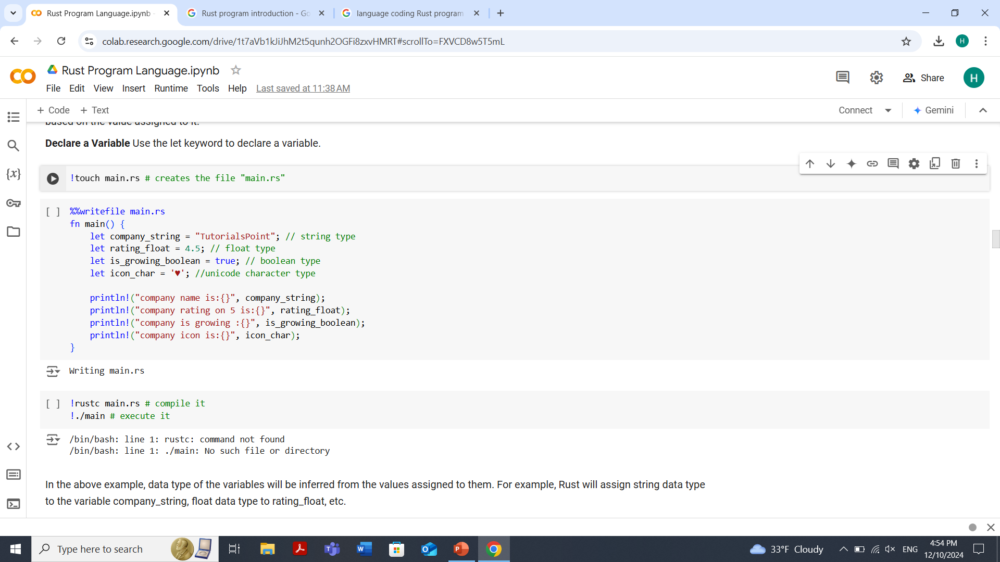 Rust Program Language.ipynb -
Rust program introduction - Go
language coding Rust program
colab.research.google.com/drive/1t7aVb1kJiJhM2t5qunh2OGFi8zxvHMRT#scrollTo=FXVCD8w5T5mL
H
Rust Program Language.ipynb
File Edit View Insert Runtime Tools Help Last saved at 11:38 AM
Share
H
+ Code + Text
Connect
Gemini
based on the value assigned to it.
Declare a Variable Use the let keyword to declare a variable.
!touch main.rs # creates the file "main.rs"
[ ] %%writefile main.rs
fn main() {
    let company_string = "TutorialsPoint"; // string type
    let rating_float = 4.5; // float type
    let is_growing_boolean = true; // boolean type
    let icon_char = '♥'; //unicode character type
    println!("company name is:{}", company_string);
    println!("company rating on 5 is:{}", rating_float);
    println!("company is growing :{}", is_growing_boolean);
    println!("company icon is:{}", icon_char);
}
Writing main.rs
[ ] !rustc main.rs # compile it
!./main # execute it
/bin/bash: line 1: rustc: command not found
/bin/bash: line 1: ./main: No such file or directory
In the above example, data type of the variables will be inferred from the values assigned to them. For example, Rust will assign string data type
to the variable company_string, float data type to rating_float, etc.
Type here to search
33°F Cloudy
ENG
4:54 PM
12/10/2024